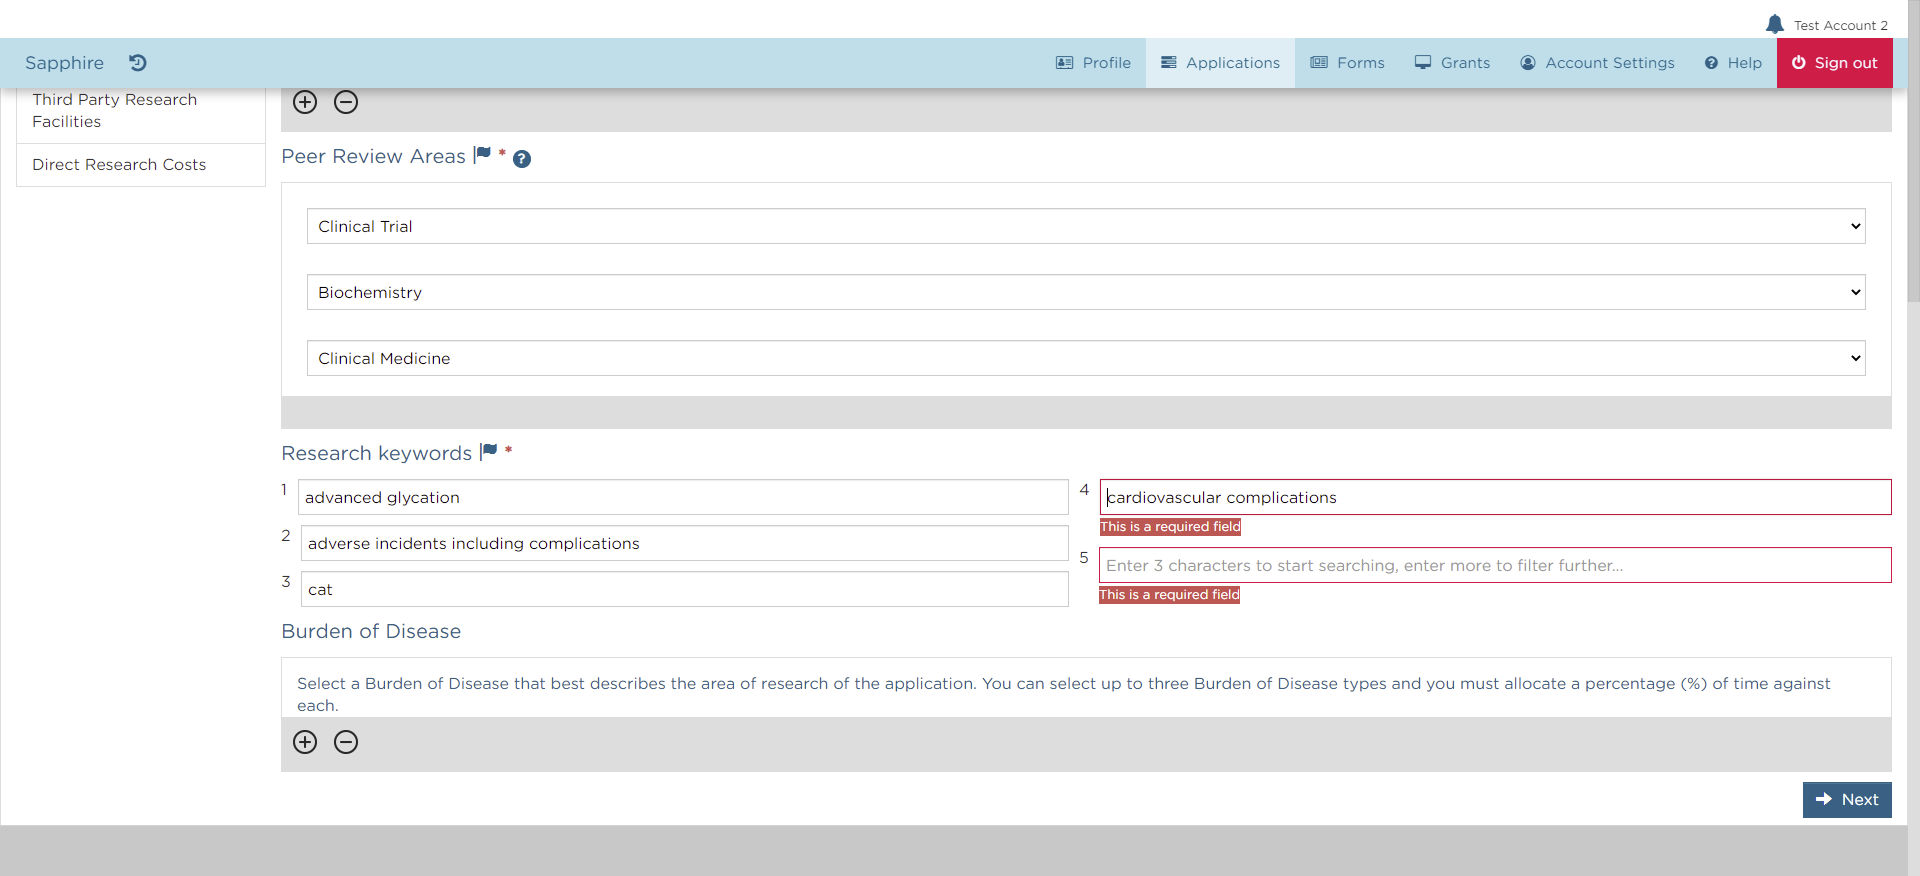 Test Account 2
Sapphire
Profile
Applications
Forms
Grants
Account Settings
Help
Sign out
Third Party Research
Facilities
Direct Research Costs
Peer Review Areas * ?
Clinical Trial
Biochemistry
Clinical Medicine
Research keywords *
1 advanced glycation
2 adverse incidents including complications
3 cat
4 cardiovascular complications
This is a required field
5 Enter 3 characters to start searching, enter more to filter further...
This is a required field
Burden of Disease
Select a Burden of Disease that best describes the area of research of the application. You can select up to three Burden of Disease types and you must allocate a percentage (%) of time against
each.
Next